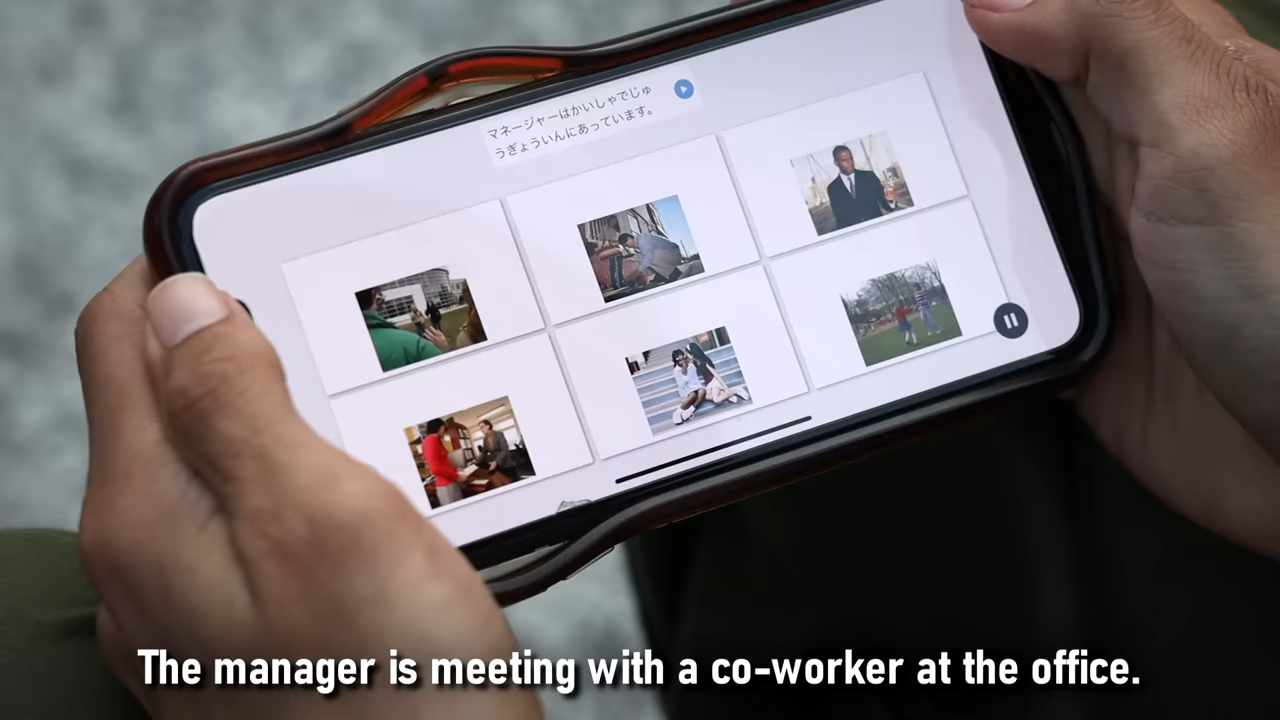 マネージャーはかいしゃでじゅ
うぎょういんにあっています。
The manager is meeting with a co-worker at the office.